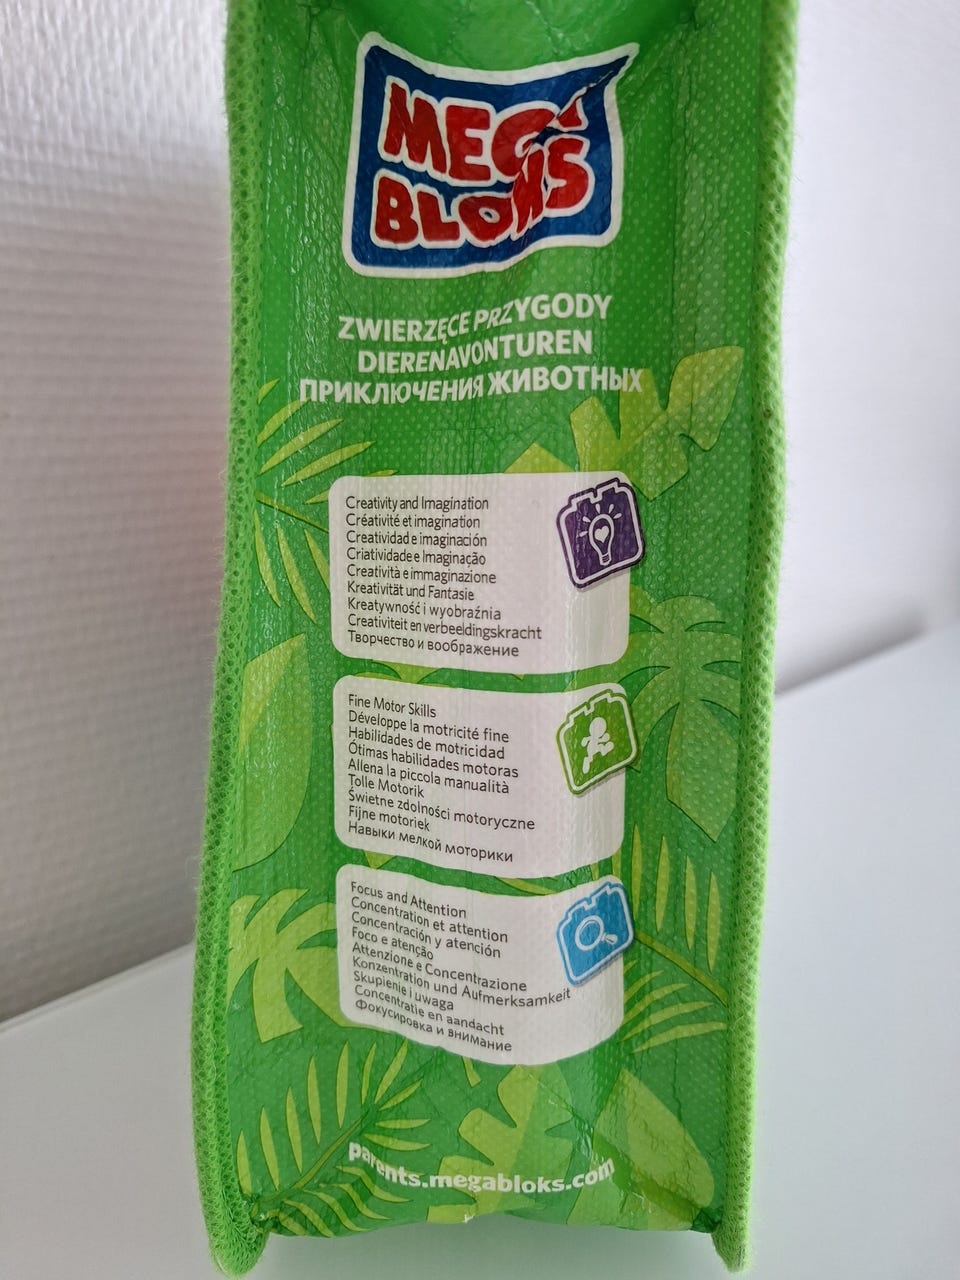 MEGA
BLOKS
ZWIERZĘCE PRZYGODY
DIERENAVONTUREN
ПРИКЛЮЧЕНИЯ ЖИВОТНЫХ
Creativity and Imagination
Créativité et imagination
Creatividad e imaginación
Criatividade e Imaginação
Creatività e immaginazione
Kreativität und Fantasie
Kreatywność i wyobraźnia
Creativiteit en verbeeldingskracht
Творчество и воображение
Fine Motor Skills
Développe la motricité fine
Habilidades de motricidad
Ótimas habilidades motoras
Allena la piccola manualità
Tolle Motorik
Świetne zdolności motoryczne
Fijne motoriek
Навыки мелкой моторики
Focus and Attention
Concentration et attention
Concentración y atención
Foco e atenção
Attenzione e Concentrazione
Konzentration und Aufmerksamkeit
Skupienie i uwaga
Concentratie en aandacht
Фокусировка и внимание
parents.megabloks.com